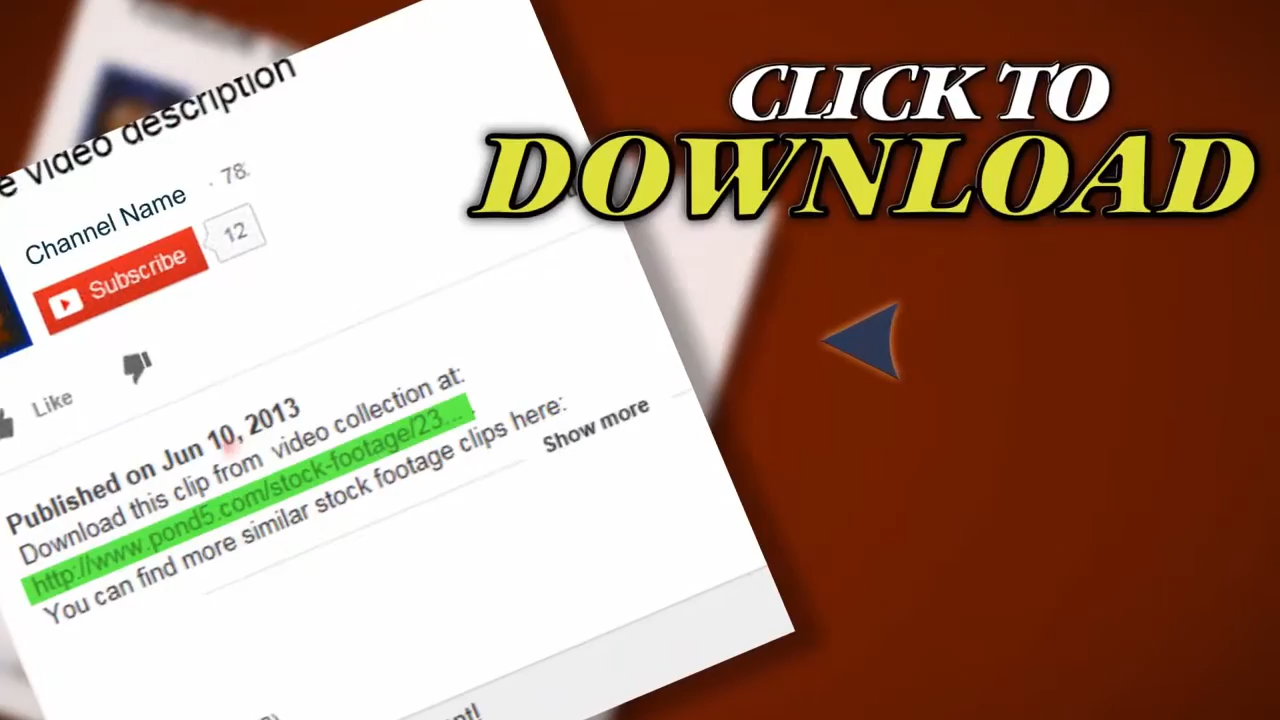 CLICK TO
DOWNLOAD
video description
Channel Name
Subscribe
12
Like
Published on Jun 10, 2013
Download this clip from video collection at:
http://www.pond5.com/stock-footage/23...
You can find more similar stock footage clips here:
Show more